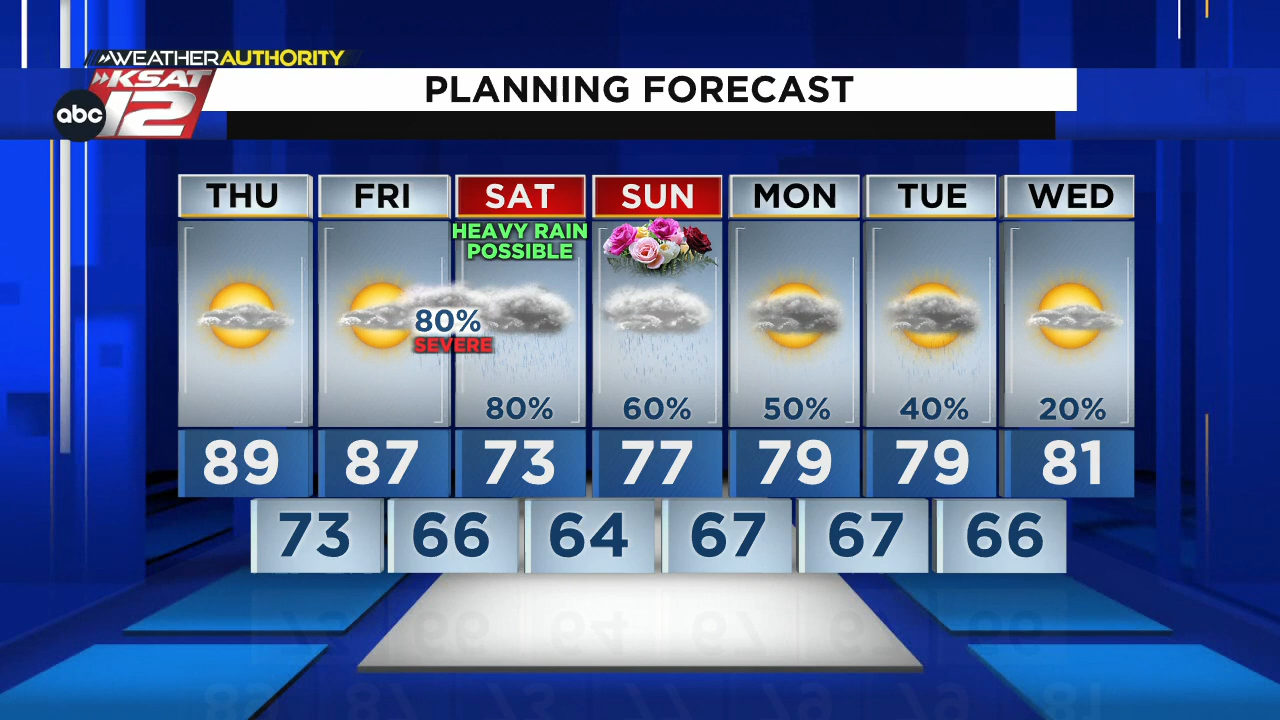 WEATHERAUTHORITY
KSAT
abc
12
PLANNING FORECAST
THU FRI SAT SUN MON TUE WED
HEAVY RAIN
POSSIBLE
80%
SEVERE
80% 60% 50% 40% 20%
89 87 73 77 79 79 81
73 66 64 67 67 66